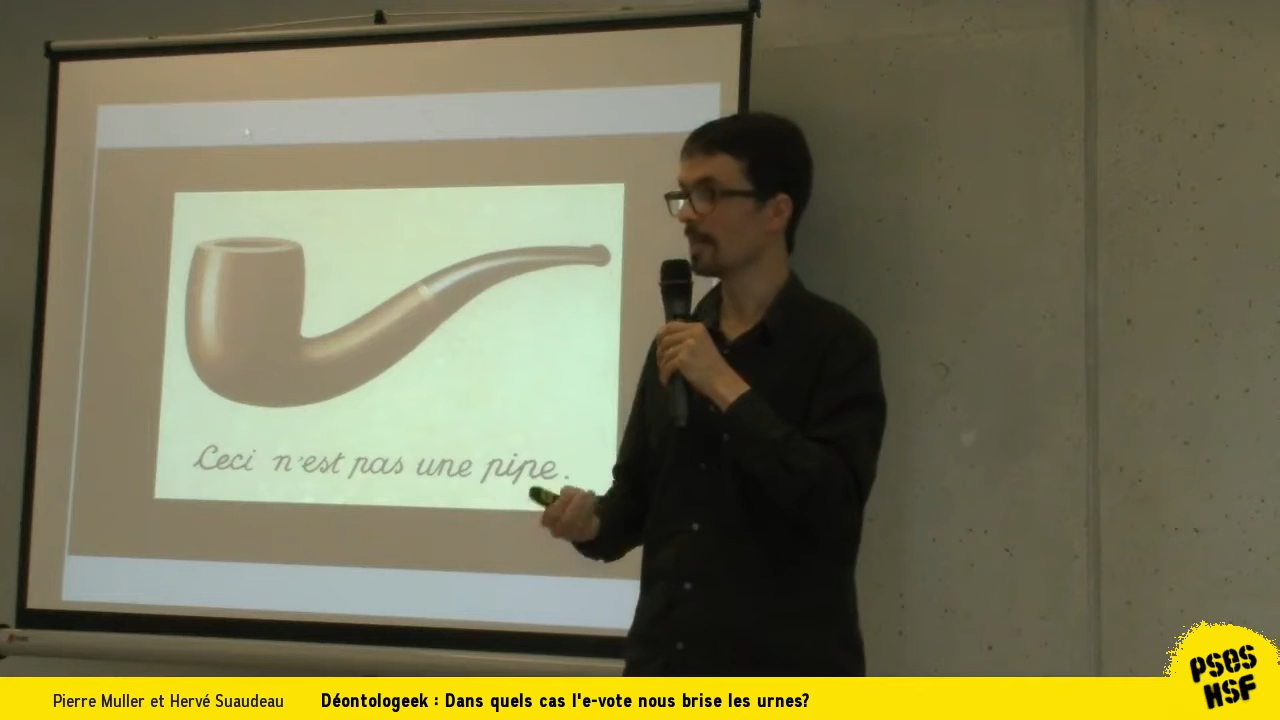 Ceci n'est pas une pipe.
PSES
HSF
Pierre Muller et Hervé Suaudeau Déontologeek : Dans quels cas l'e-vote nous brise les urnes?